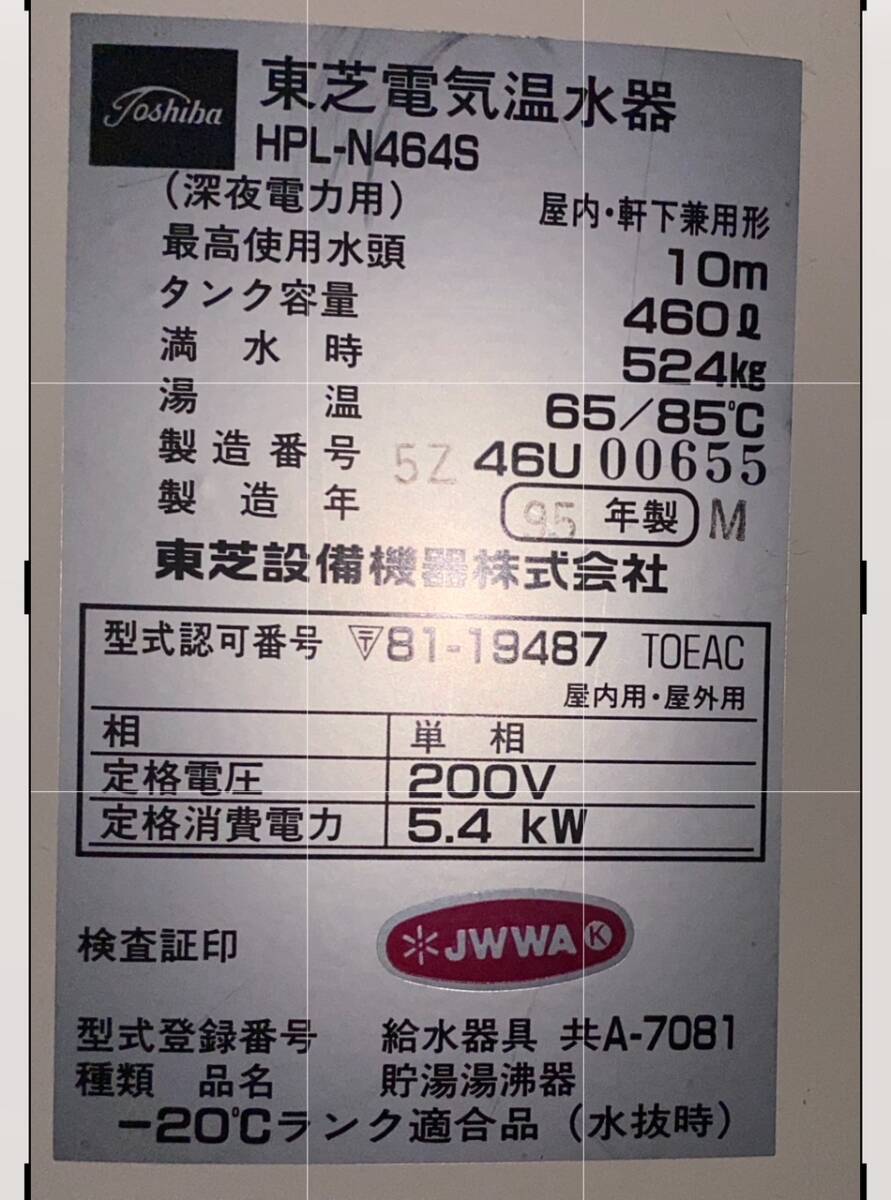 Toshiba
東芝電気温水器
HPL-N464S
(深夜電力用) 屋内・軒下兼用形
最高使用水頭 10m
タンク容量 460ℓ
満水時 524kg
湯温 65/85℃
製造番号 5Z 46U 00655
製造年 95年製 M
東芝設備機器株式会社
型式認可番号 〒81-19487 TOEAC
屋内用・屋外用
相 単相
定格電圧 200V
定格消費電力 5.4 kW
検査証印 JWWA K
型式登録番号 給水器具 共A-7081
種類 品名 貯湯湯沸器
-20℃ランク適合品(水抜時)